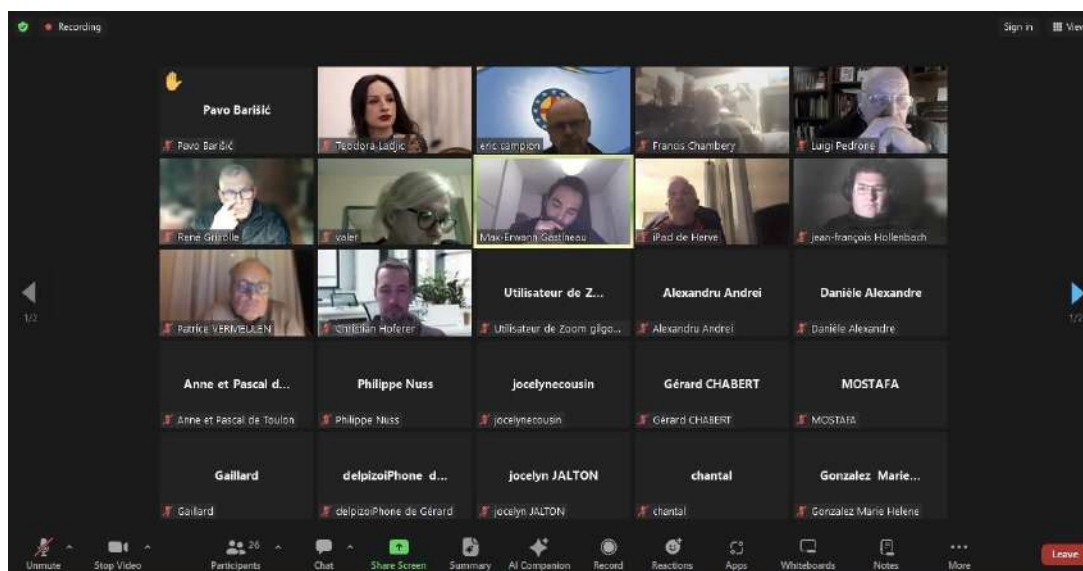 Recording
Sign in
View
Pavo Barišić
Pavo Barišić
Teodora Ladjic
eric campion
Francis Chambery
Luigi Pedrone
René Grizolle
valer
Max-Erwann Gastineau
iPad de Hervé
jean-françois Hollenbach
Patrice VERMEULEN
Christian Hoferer
Utilisateur de Z...
Utilisateur de Zoom
Alexandru Andrei
Alexandru Andrei
Danièle Alexandre
Danièle Alexandre
1/2
1/2
Anne et Pascal d...
Anne et Pascal de Toulon
Philippe Nuss
Philippe Nuss
jocelynecousin
jocelynecousin
Gérard CHABERT
Gérard CHABERT
MOSTAFA
MOSTAFA
Gaillard
Gaillard
delpizoiPhone d...
delpizoiPhone de Gérard
jocelyn JALTON
jocelyn JALTON
chantal
chantal
Gonzalez Marie...
Gonzalez Marie Helene
Unmute
Stop Video
26
Participants
Chat
Share Screen
Summary
AI Companion
Record
Reactions
Apps
Whiteboards
Notes
More
Leave